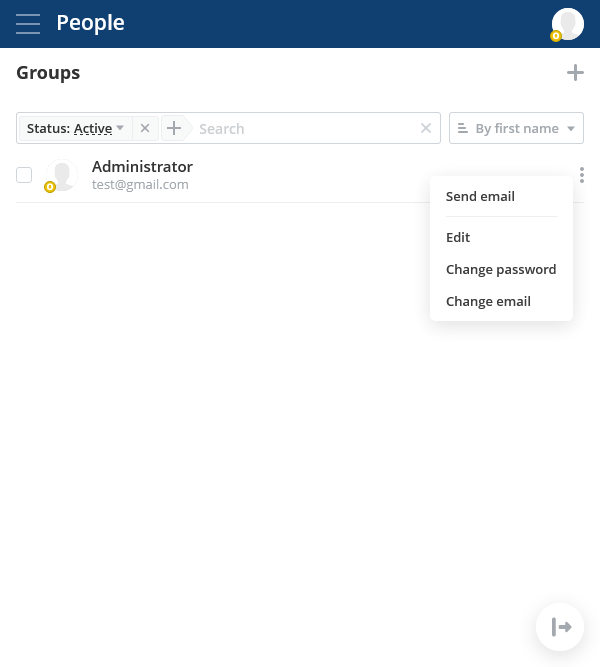 People
Groups
Status: Active
Search
By first name
Administrator
test@gmail.com
Send email
Edit
Change password
Change email